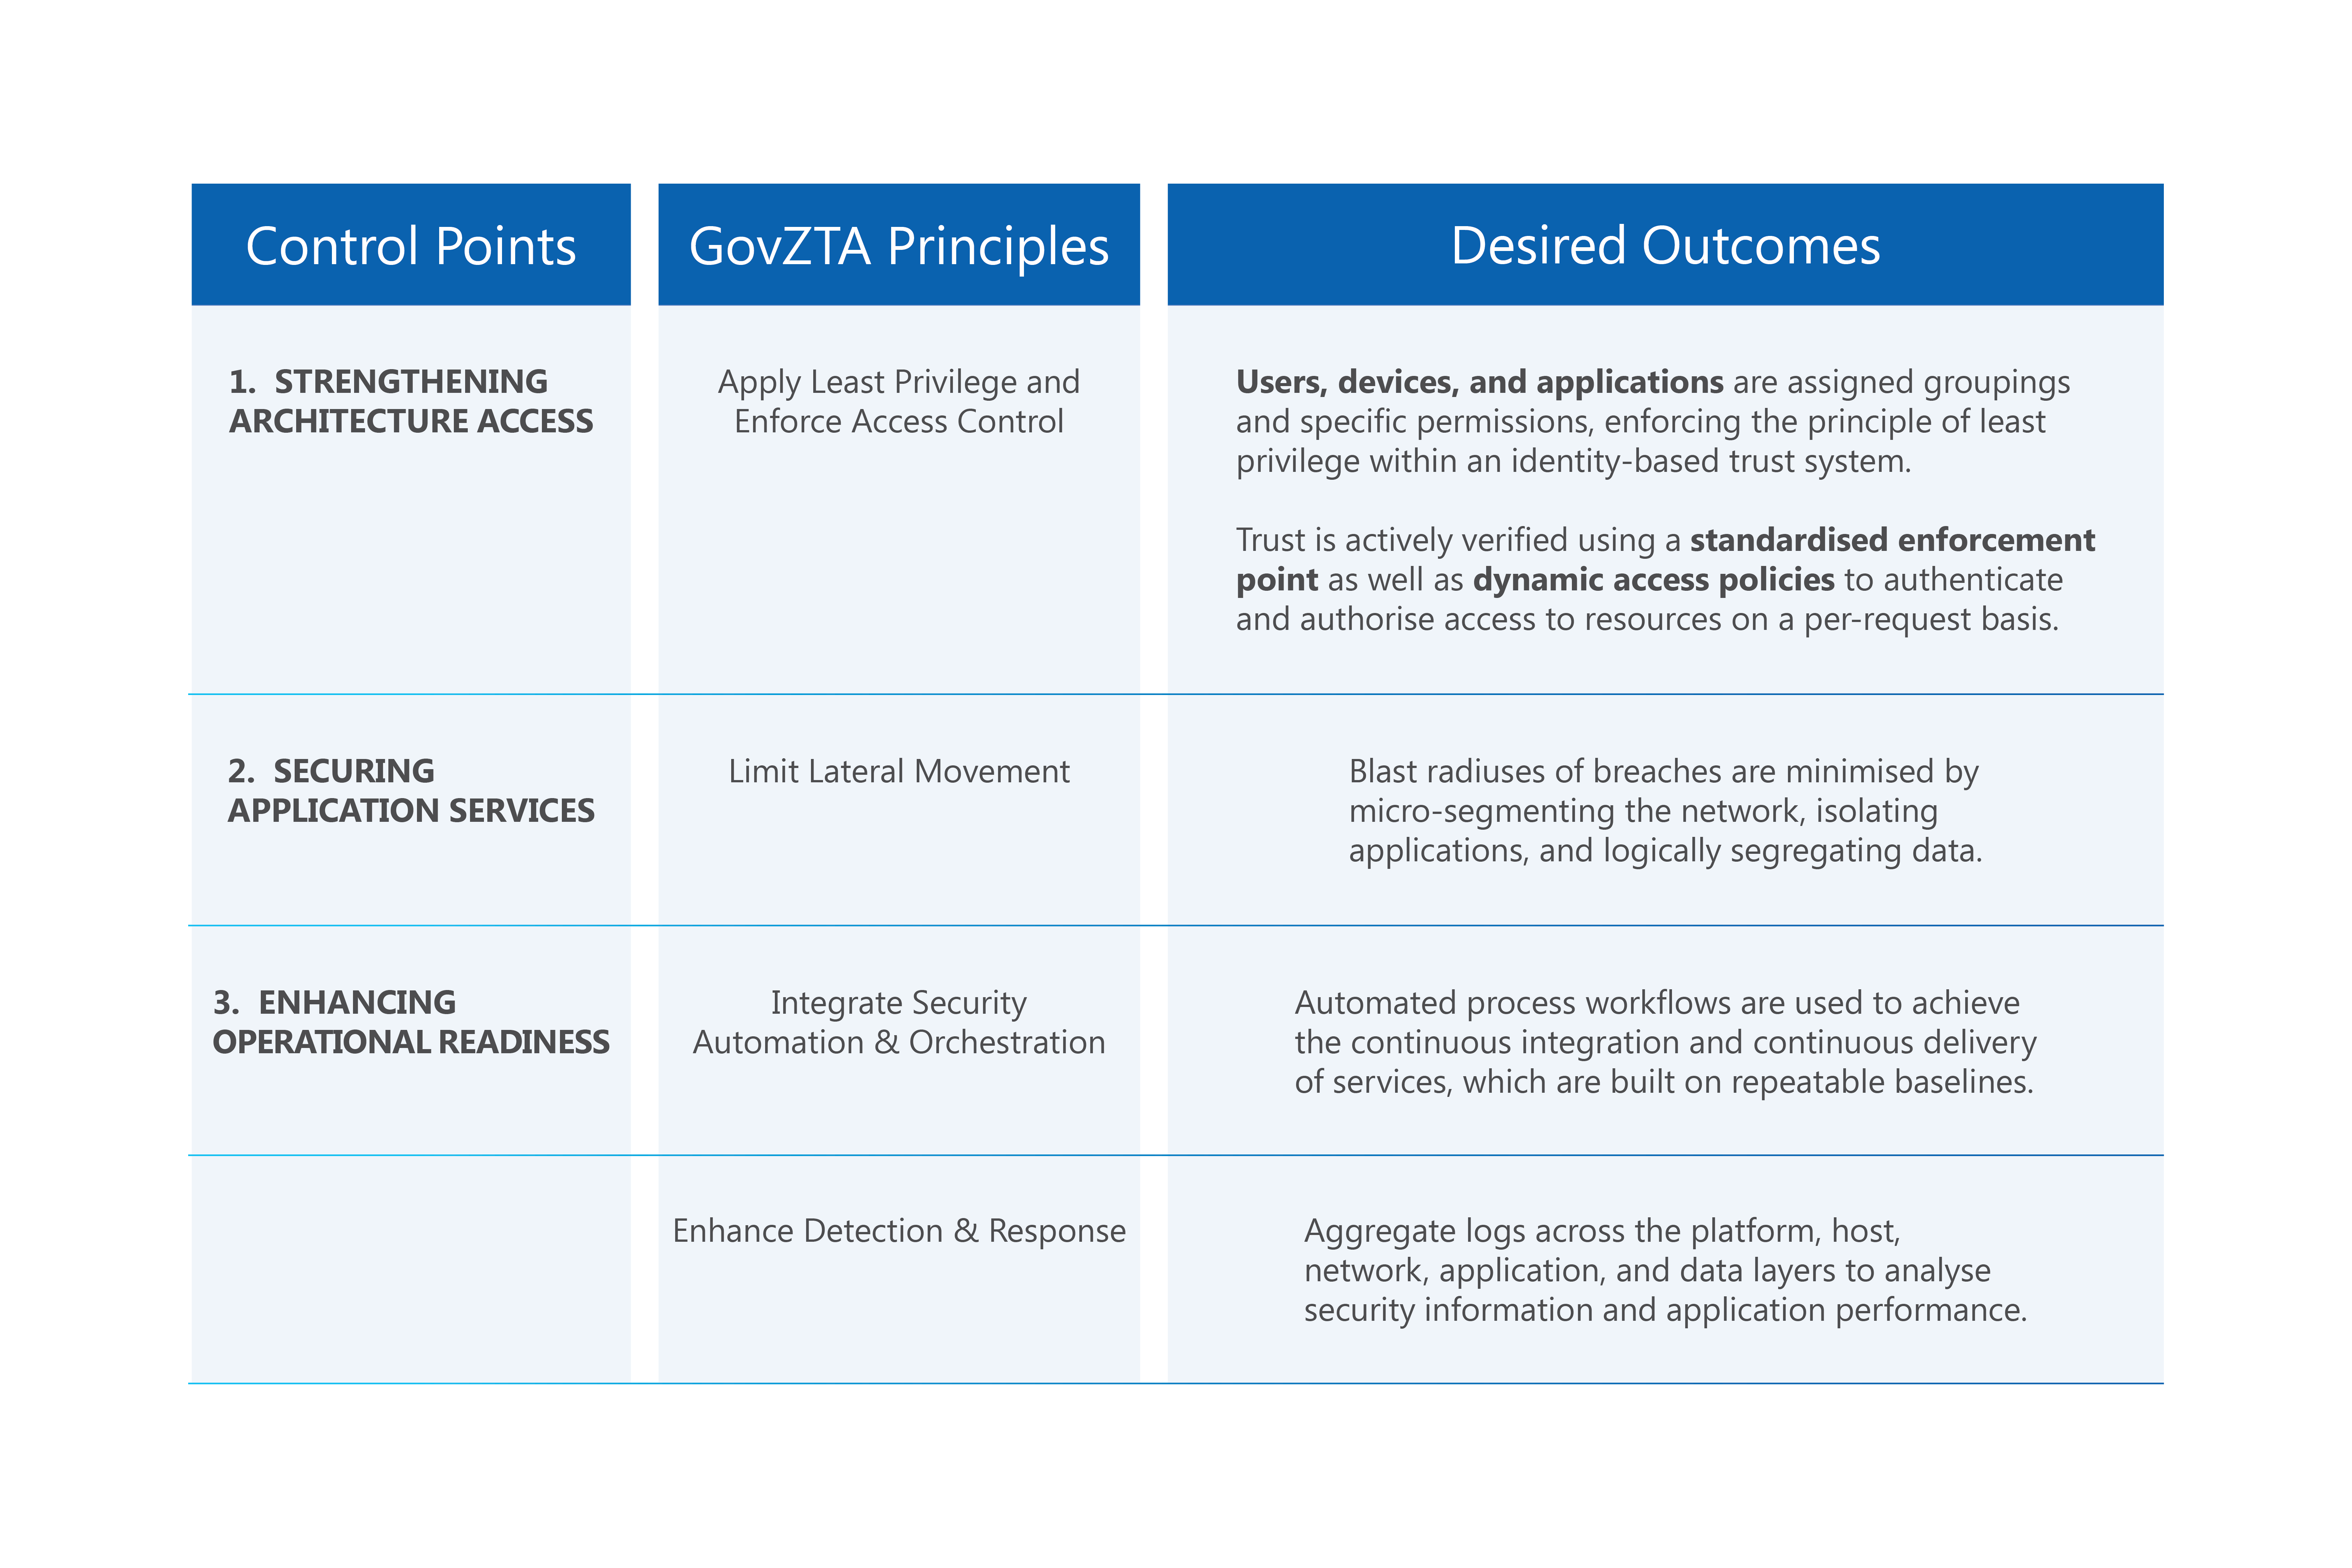 Control Points
GovZTA Principles
Desired Outcomes
1. STRENGTHENING
ARCHITECTURE ACCESS
Apply Least Privilege and
Enforce Access Control
Users, devices, and applications are assigned groupings
and specific permissions, enforcing the principle of least
privilege within an identity-based trust system.
Trust is actively verified using a standardised enforcement
point as well as dynamic access policies to authenticate
and authorise access to resources on a per-request basis.
2. SECURING
APPLICATION SERVICES
Limit Lateral Movement
Blast radiuses of breaches are minimised by
micro-segmenting the network, isolating
applications, and logically segregating data.
3. ENHANCING
OPERATIONAL READINESS
Integrate Security
Automation & Orchestration
Automated process workflows are used to achieve
the continuous integration and continuous delivery
of services, which are built on repeatable baselines.
Enhance Detection & Response
Aggregate logs across the platform, host,
network, application, and data layers to analyse
security information and application performance.